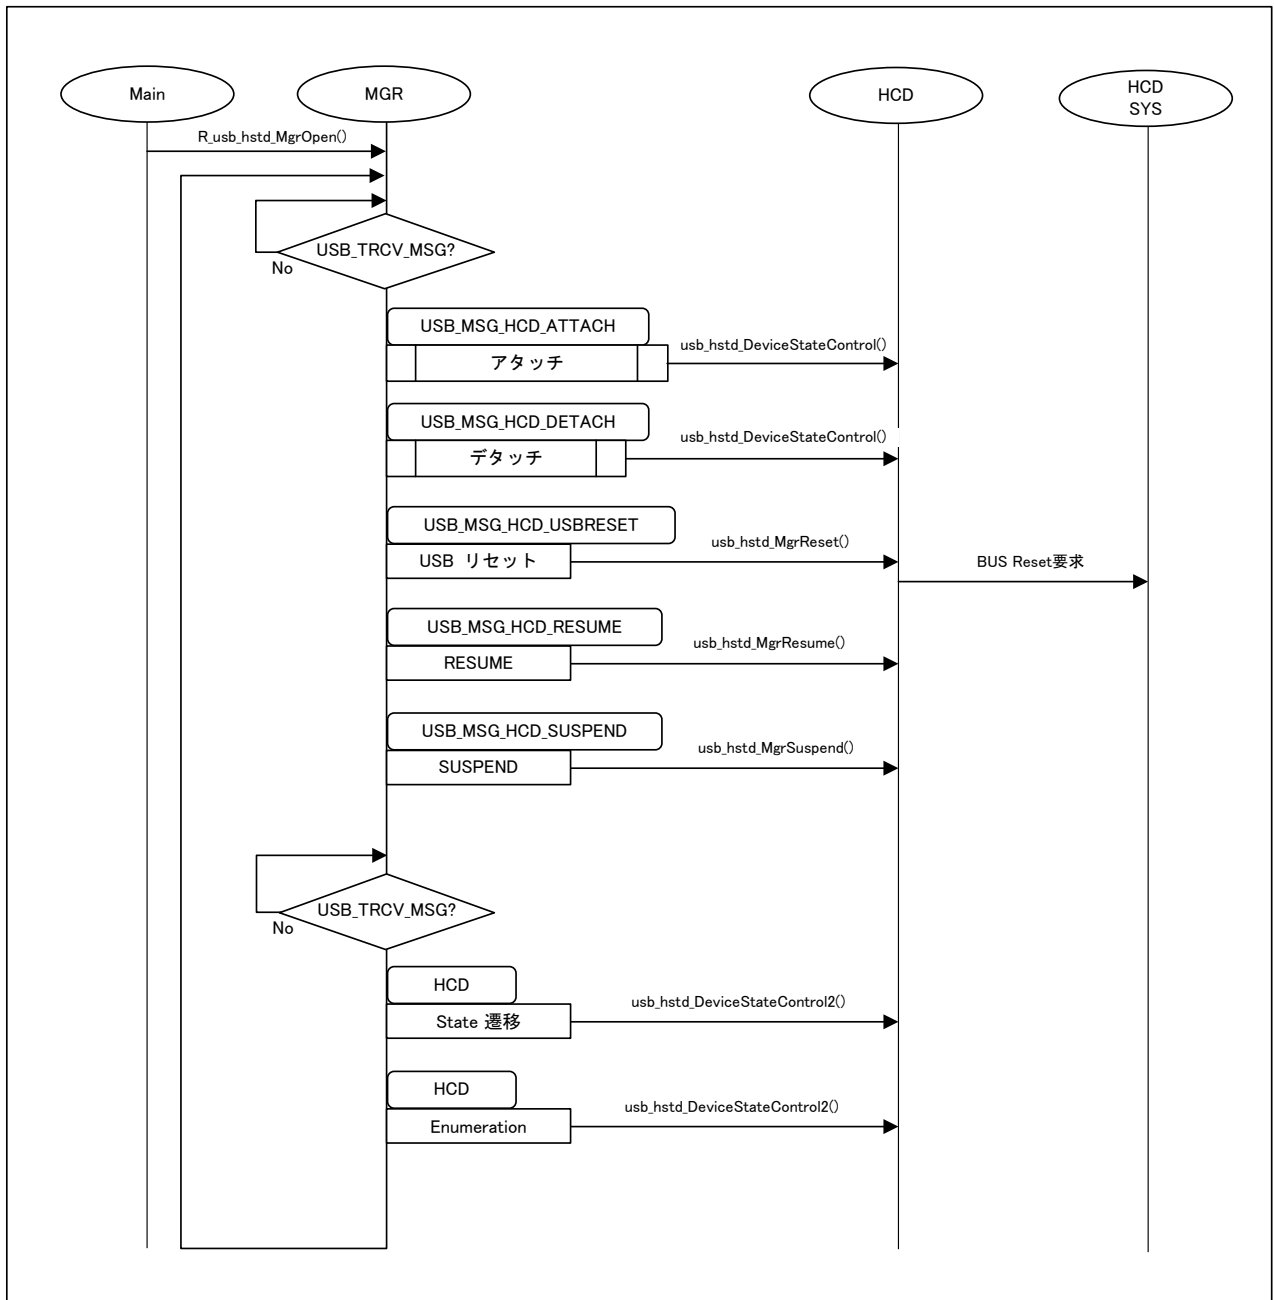 Main
MGR
HCD
HCD
SYS
R_usb_hstd_MgrOpen()
USB_TRCV_MSG?
No
USB_MSG_HCD_ATTACH
アタッチ
usb_hstd_DeviceStateControl()
USB_MSG_HCD_DETACH
デタッチ
usb_hstd_DeviceStateControl()
USB_MSG_HCD_USBRESET
USB リセット
usb_hstd_MgrReset()
BUS Reset要求
USB_MSG_HCD_RESUME
RESUME
usb_hstd_MgrResume()
USB_MSG_HCD_SUSPEND
SUSPEND
usb_hstd_MgrSuspend()
USB_TRCV_MSG?
No
HCD
State 遷移
usb_hstd_DeviceStateControl2()
HCD
Enumeration
usb_hstd_DeviceStateControl2()